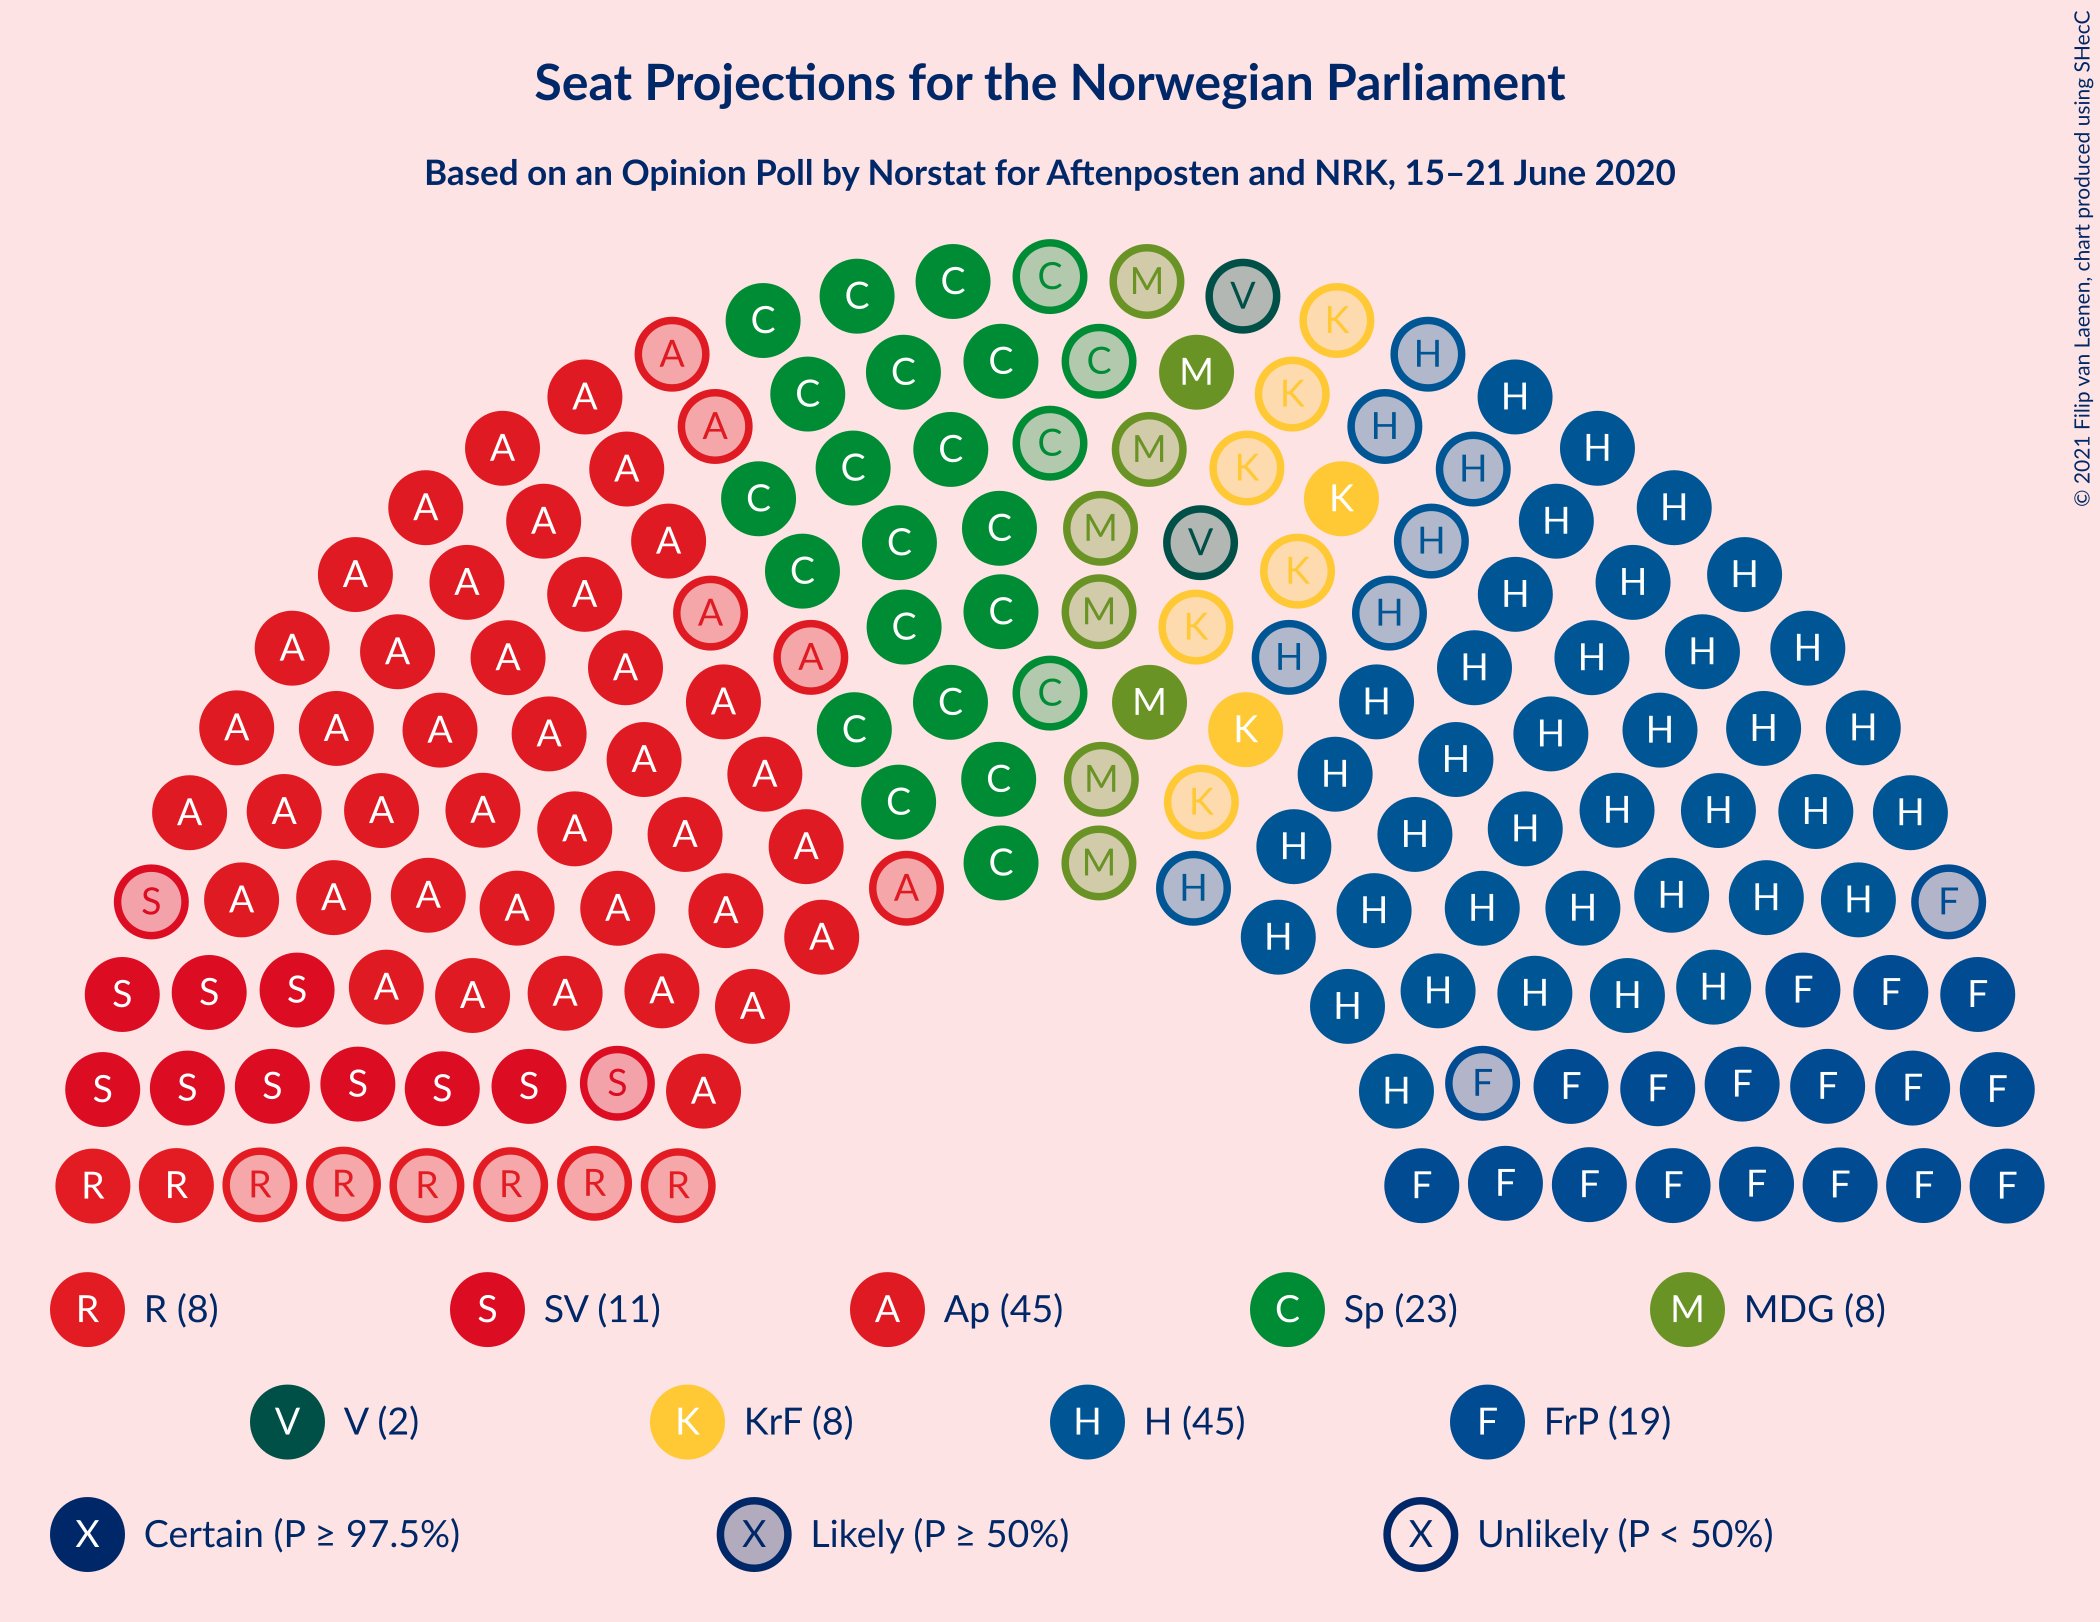 Seat Projections for the Norwegian Parliament
Based on an Opinion Poll by Norstat for Aftenposten and NRK, 15–21 June 2020
© 2021 Filip van Laenen, chart produced using SHecC
C C C C M V K
A C C C C M K H
A A C C C M K H H
A A C C C M V K K H H
A A A C C M K H H H
A A A A C C C M K H H H H
A A A A A C C M K H H H H H
A A A A A A A C M H H H H H H H
A A A A A A A A H H H H H H H H
A A A A A A A H H H H H H H
S A A A A A A A H H H H H H H F
S S S A A A A A H H H H H F F F
S S S S S S S A H F F F F F F F
R R R R R R R R F F F F F F F F
R R (8) S SV (11) A Ap (45) C Sp (23) M MDG (8)
V V (2) K KrF (8) H H (45) F FrP (19)
X Certain (P ≥ 97.5%) X Likely (P ≥ 50%) X Unlikely (P < 50%)